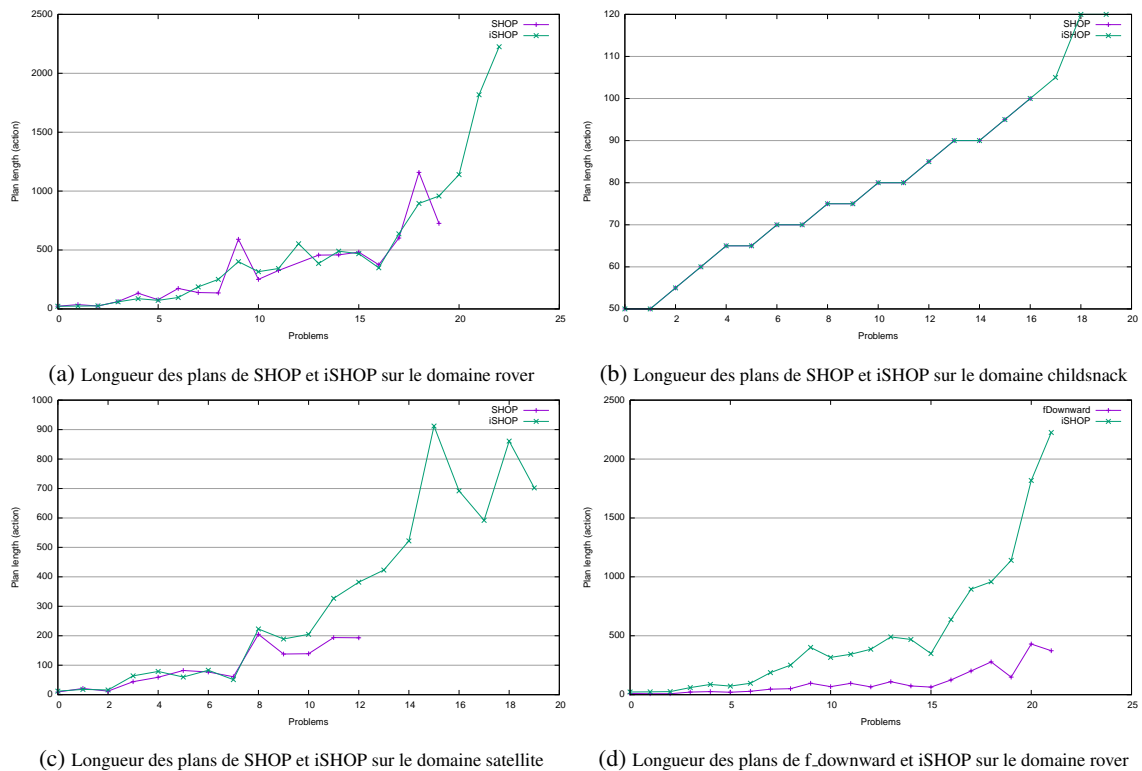 SHOP
iSHOP
2500
2000
1500
1000
500
0
Plan length (action)
0 5 10 15 20 25
Problems
(a) Longueur des plans de SHOP et iSHOP sur le domaine rover
SHOP
iSHOP
120
110
100
90
80
70
60
50
Plan length (action)
0 2 4 6 8 10 12 14 16 18 20
Problems
(b) Longueur des plans de SHOP et iSHOP sur le domaine childsnack
SHOP
iSHOP
1000
900
800
700
600
500
400
300
200
100
0
Plan length (action)
0 2 4 6 8 10 12 14 16 18 20
Problems
(c) Longueur des plans de SHOP et iSHOP sur le domaine satellite
fDownward
iSHOP
2500
2000
1500
1000
500
0
Plan length (action)
0 5 10 15 20 25
Problems
(d) Longueur des plans de f_downward et iSHOP sur le domaine rover